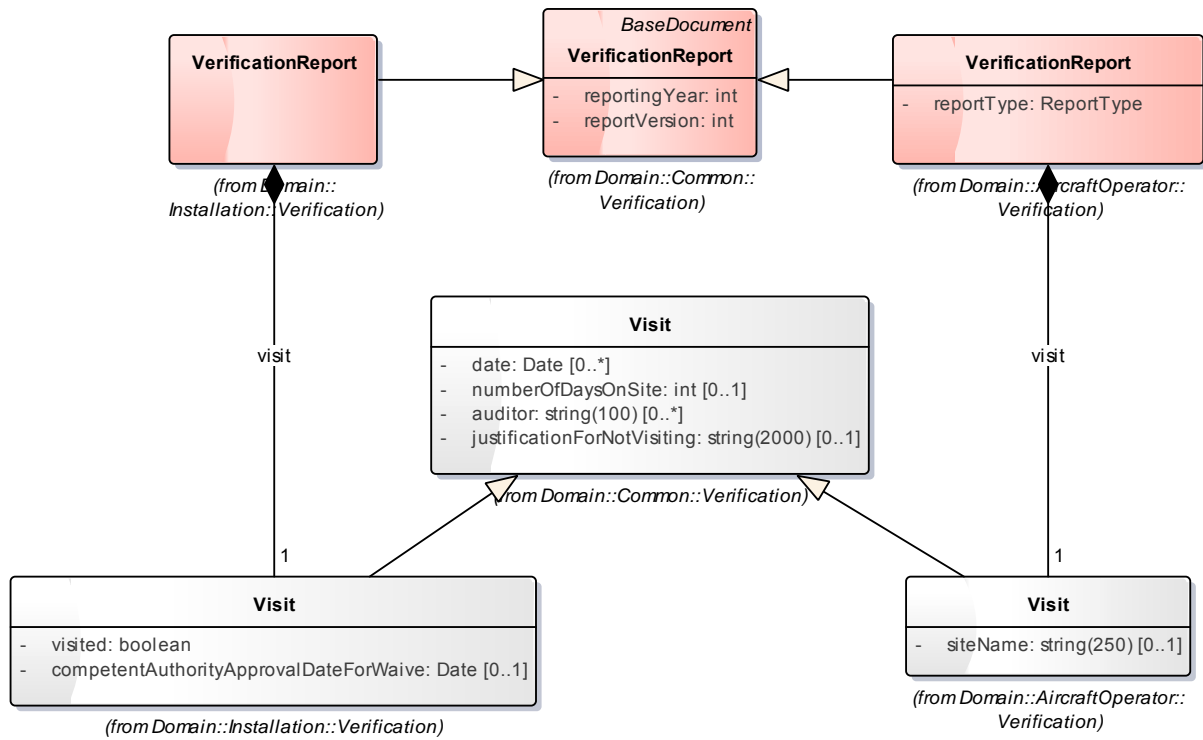 VerificationReport
(from Domain::
Installation::Verification)
BaseDocument
VerificationReport
- reportingYear: int
- reportVersion: int
(from Domain::Common::
Verification)
VerificationReport
- reportType: ReportType
(from Domain::AircraftOperator::
Verification)
visit
1
Visit
- date: Date [0..*]
- numberOfDaysOnSite: int [0..1]
- auditor: string(100) [0..*]
- justificationForNotVisiting: string(2000) [0..1]
(from Domain::Common::Verification)
visit
1
Visit
- visited: boolean
- competentAuthorityApprovalDateForWaive: Date [0..1]
(from Domain::Installation::Verification)
Visit
- siteName: string(250) [0..1]
(from Domain::AircraftOperator::
Verification)